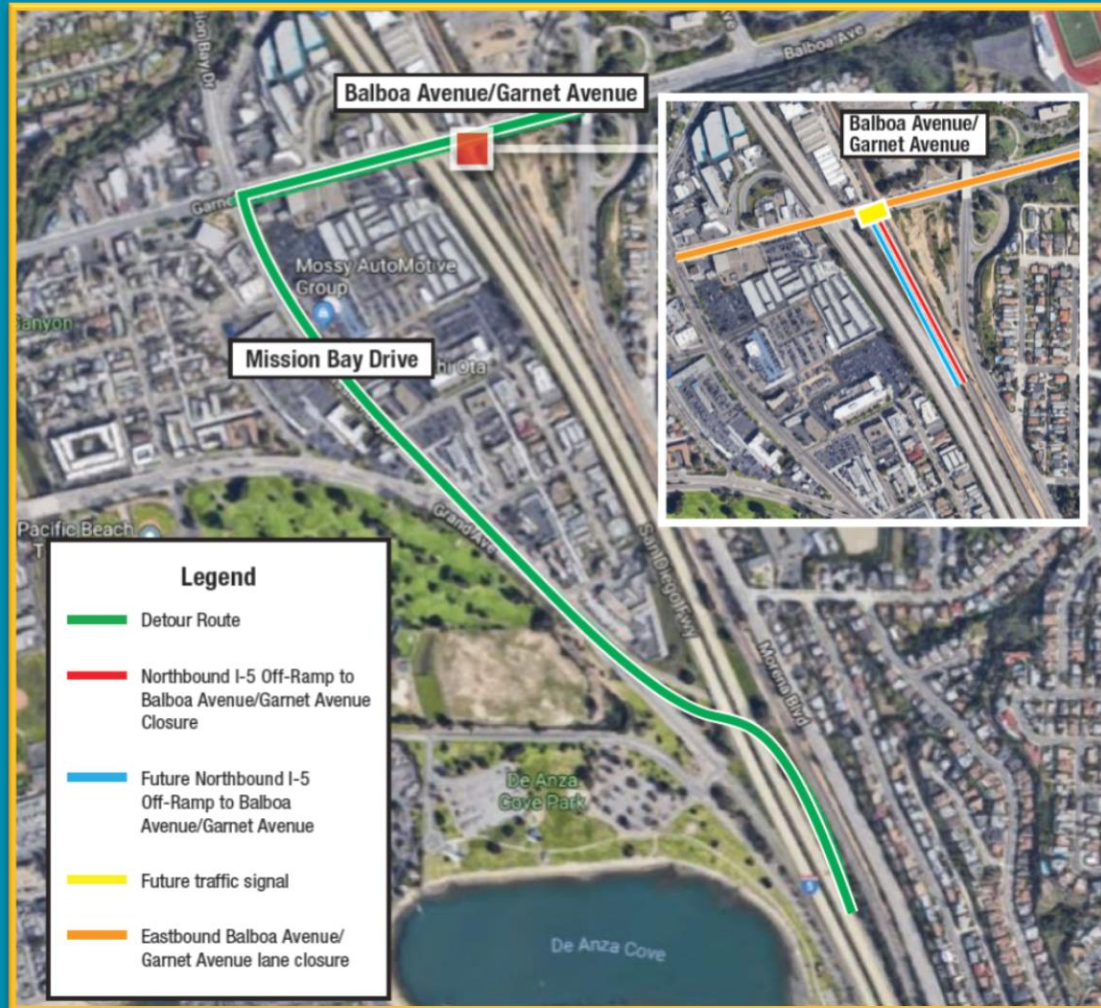 Balboa Ave
Balboa Avenue/Garnet Avenue
Balboa Avenue/
Garnet Avenue
Mossy AutoMotive
Group
Mission Bay Drive
Grand Ave
San Diego Fwy
Morena Blvd
Pacific Beach
De Anza
Cove Park
5
De Anza Cove
Legend
Detour Route
Northbound I-5 Off-Ramp to
Balboa Avenue/Garnet Avenue
Closure
Future Northbound I-5
Off-Ramp to Balboa
Avenue/Garnet Avenue
Future traffic signal
Eastbound Balboa Avenue/
Garnet Avenue lane closure